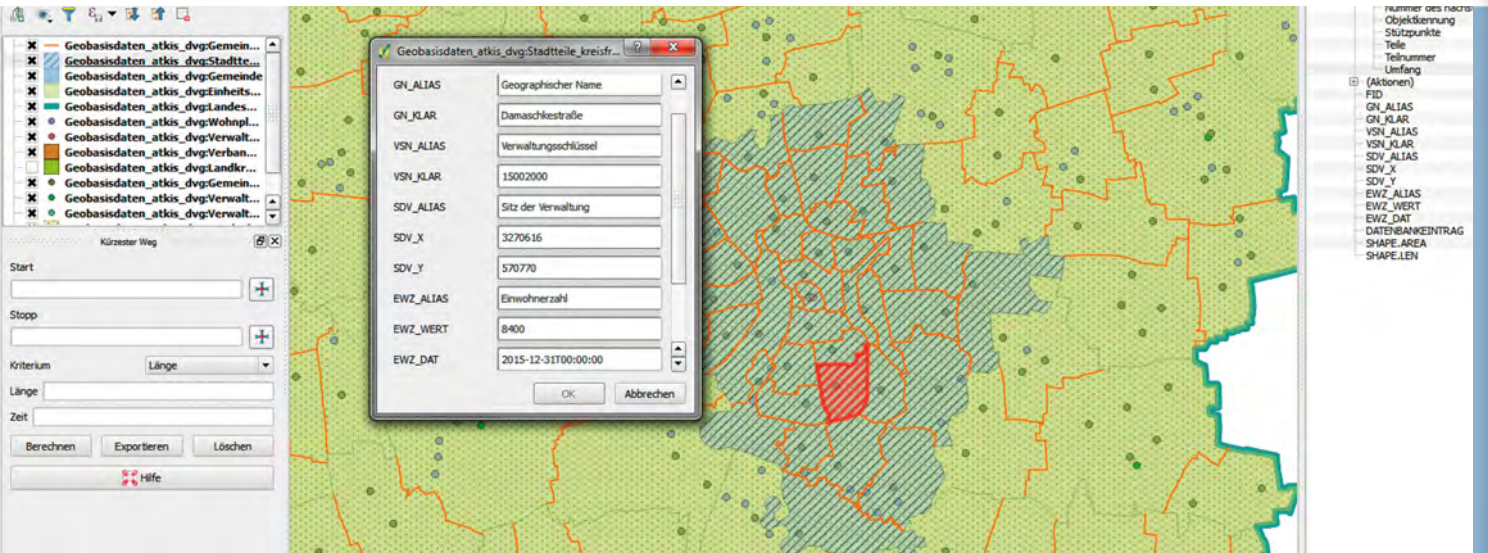 Geobasisdaten_atkis_dvg:Gemein...
Geobasisdaten_atkis_dvg:Stadtte...
Geobasisdaten_atkis_dvg:Gemeinde
Geobasisdaten_atkis_dvg:Einheits...
Geobasisdaten_atkis_dvg:Landes...
Geobasisdaten_atkis_dvg:Wohnpl...
Geobasisdaten_atkis_dvg:Verwalt...
Geobasisdaten_atkis_dvg:Verban...
Geobasisdaten_atkis_dvg:Landkr...
Geobasisdaten_atkis_dvg:Gemein...
Geobasisdaten_atkis_dvg:Verwalt...
Geobasisdaten_atkis_dvg:Verwalt...
Kürzester Weg
Start
Stopp
Kriterium Länge
Länge
Zeit
Berechnen Exportieren Löschen
Hilfe
Geobasisdaten_atkis_dvg:Stadtteile_kreisfr...
GN_ALIAS Geographischer Name
GN_KLAR Damaschkestraße
VSN_ALIAS Verwaltungsschlüssel
VSN_KLAR 15002000
SDV_ALIAS Sitz der Verwaltung
SDV_X 3270616
SDV_Y 570770
EWZ_ALIAS Einwohnerzahl
EWZ_WERT 8400
EWZ_DAT 2015-12-31T00:00:00
OK Abbrechen
Nummer des nächs
Objektkennung
Stützpunkte
Teile
Teilnummer
Umfang
(Aktionen)
FID
GN_ALIAS
GN_KLAR
VSN_ALIAS
VSN_KLAR
SDV_ALIAS
SDV_X
SDV_Y
EWZ_ALIAS
EWZ_WERT
EWZ_DAT
DATENBANKEINTRAG
SHAPE.AREA
SHAPE.LEN